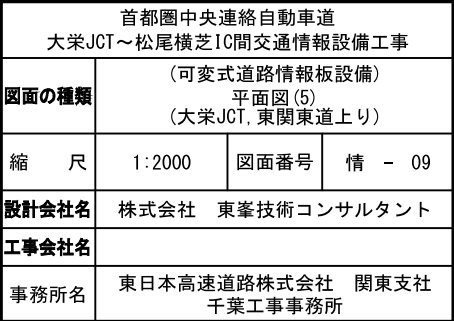 首都圏中央連絡自動車道
大栄JCT～松尾横芝IC間交通情報設備工事
図面の種類
(可変式道路情報板設備)
平面図(5)
(大栄JCT,東関東道上り)
縮　尺　1:2000　図面番号　情　-　09
設計会社名　株式会社　東峯技術コンサルタント
工事会社名
事務所名
東日本高速道路株式会社　関東支社
千葉工事事務所